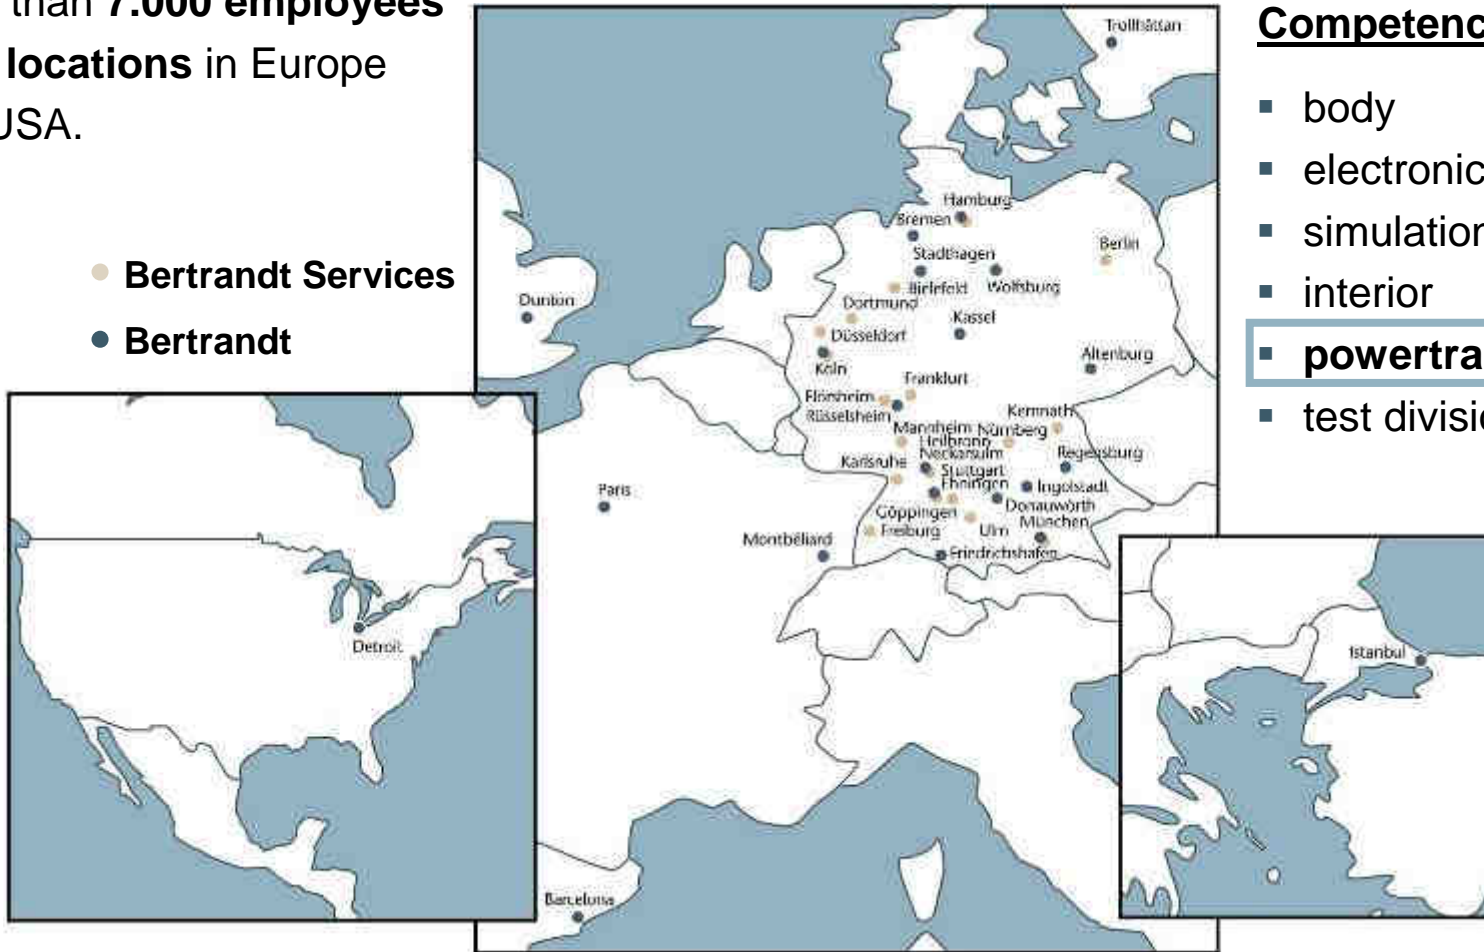 than 7.000 employees
locations in Europe
USA.
Bertrandt Services
Bertrandt
Competenc
body
electronic
simulation
interior
powertra
test divisi
Trollhättan
Hamburg
Bremen
Berlin
Stadthagen
Bielefeld
Wolfsburg
Dunton
Dortmund
Kassel
Düsseldorf
Köln
Altenburg
Frankfurt
Flörsheim
Rüsselsheim
Kemnath
Mannheim
Nürnberg
Heilbronn
Neckarsulm
Regensburg
Karlsruhe
Stuttgart
Ehningen
Ingolstadt
Paris
Göppingen
Donauwörth
München
Freiburg
Ulm
Montbéliard
Friedrichshafen
Detroit
Istanbul
Barcelona